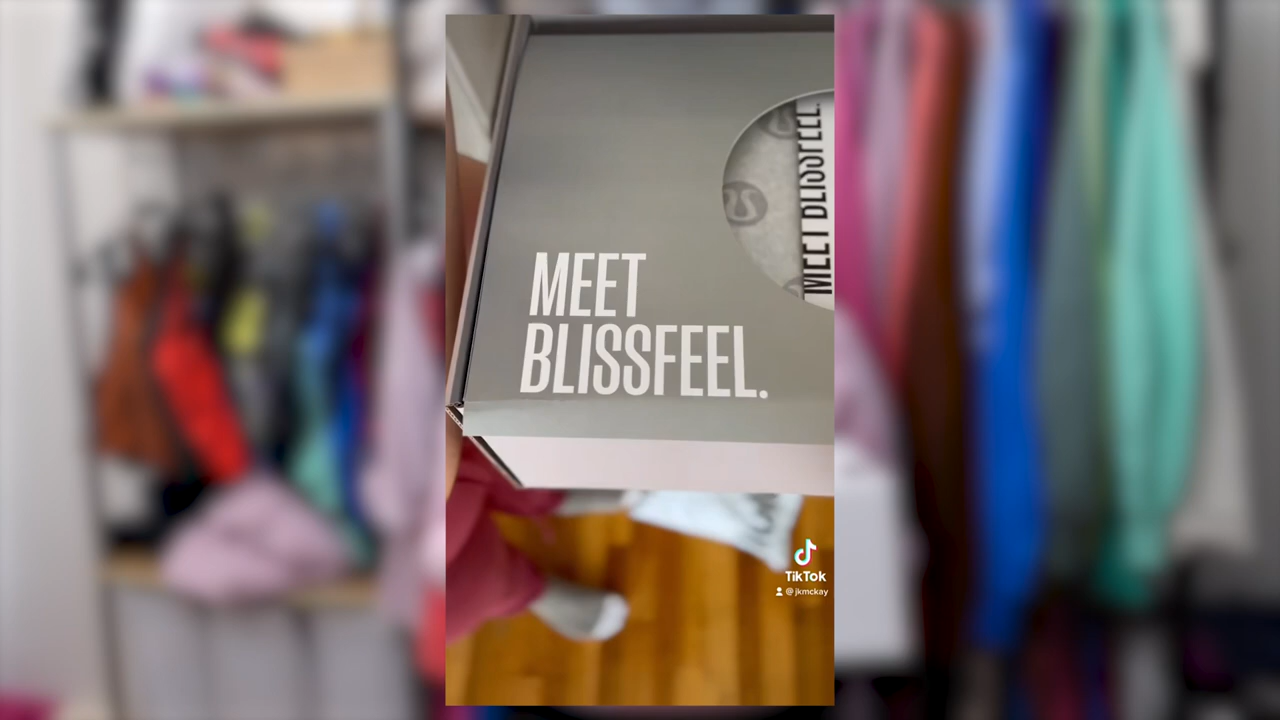 MEET BLISSFEEL.
MEET
BLISSFEEL.
TikTok
@jkmckay